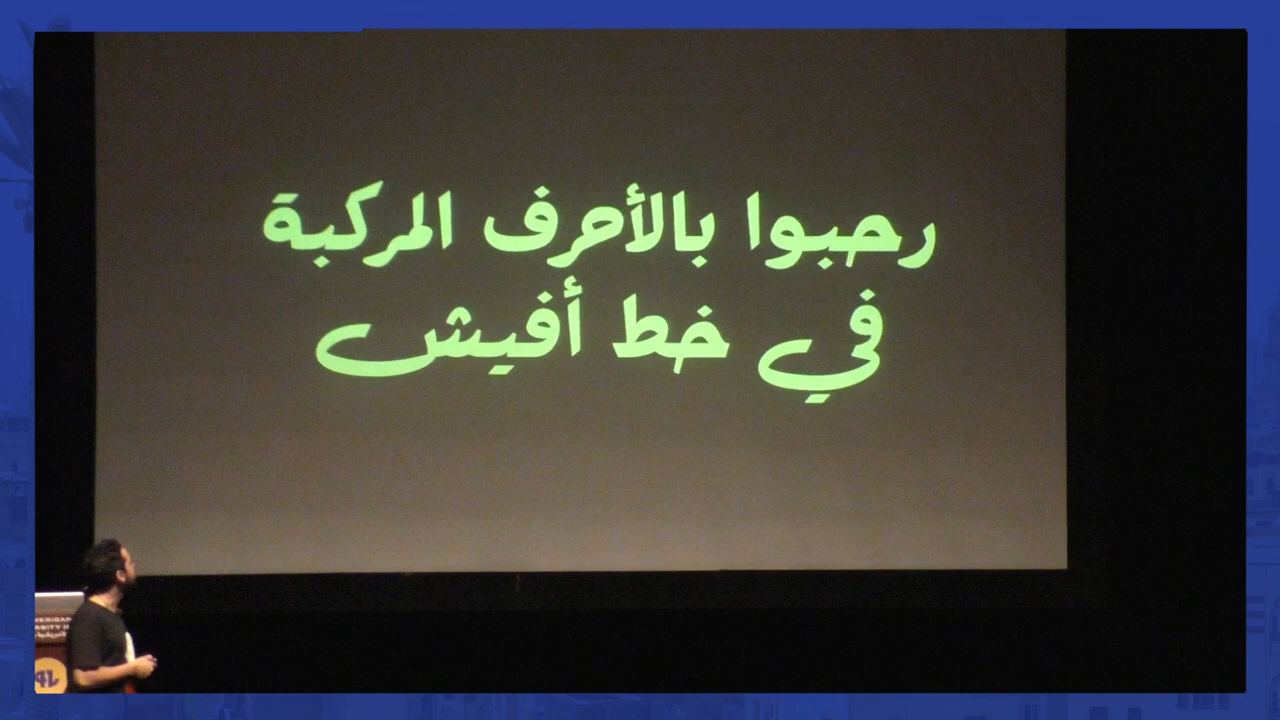 رحبوا بالأحرف المركبة
في خط أفيش